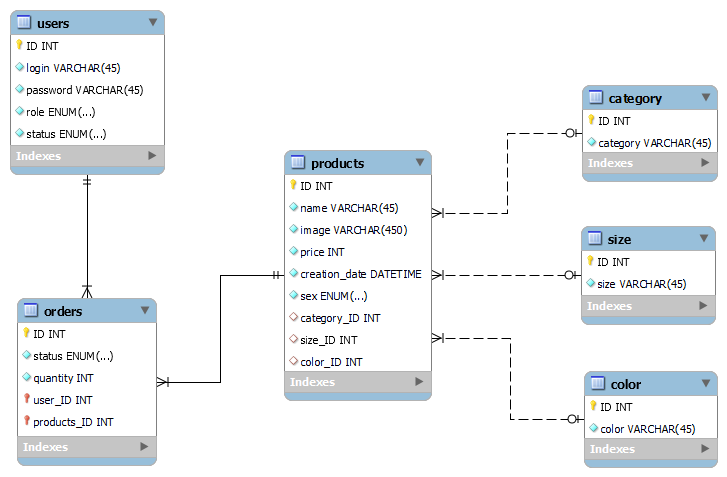 users
ID INT
login VARCHAR(45)
password VARCHAR(45)
role ENUM(...)
status ENUM(...)
Indexes
orders
ID INT
status ENUM(...)
quantity INT
user_ID INT
products_ID INT
Indexes
products
ID INT
name VARCHAR(45)
image VARCHAR(450)
price INT
creation_date DATETIME
sex ENUM(...)
category_ID INT
size_ID INT
color_ID INT
Indexes
category
ID INT
category VARCHAR(45)
Indexes
size
ID INT
size VARCHAR(45)
Indexes
color
ID INT
color VARCHAR(45)
Indexes